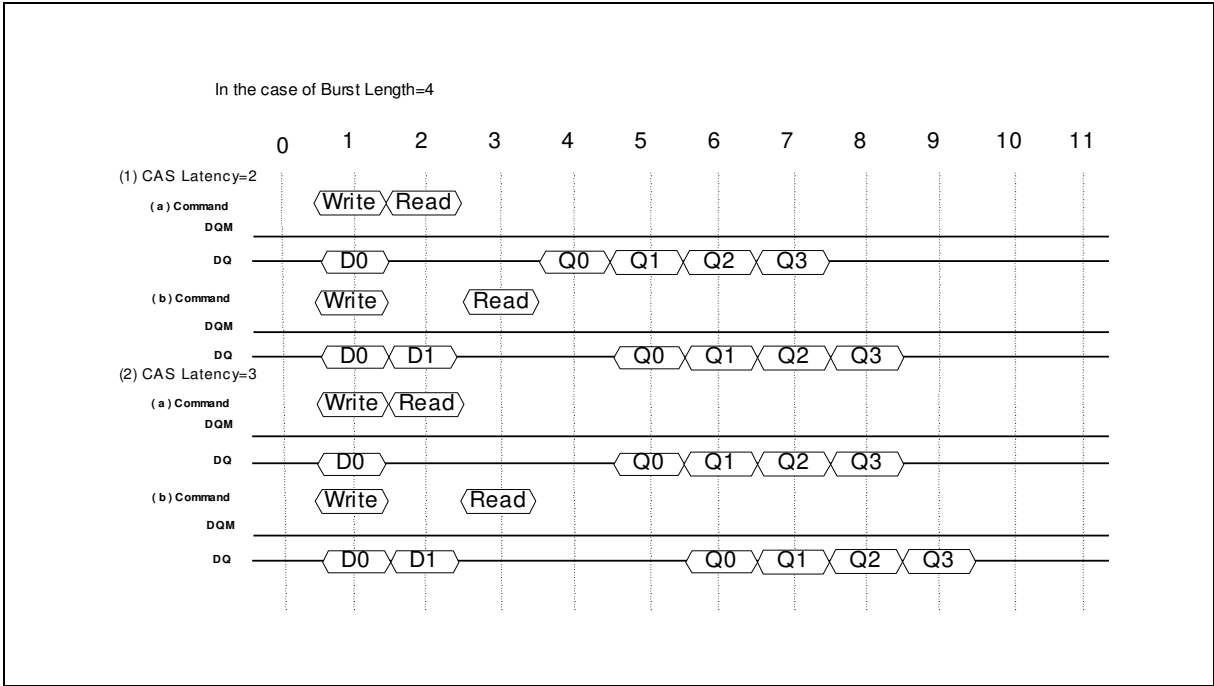 In the case of Burst Length=4
0 1 2 3 4 5 6 7 8 9 10 11
(1) CAS Latency=2
(a) Command Write Read
DQM
DQ D0 Q0 Q1 Q2 Q3
(b) Command Write Read
DQM
DQ D0 D1 Q0 Q1 Q2 Q3
(2) CAS Latency=3
(a) Command Write Read
DQM
DQ D0 Q0 Q1 Q2 Q3
(b) Command Write Read
DQM
DQ D0 D1 Q0 Q1 Q2 Q3